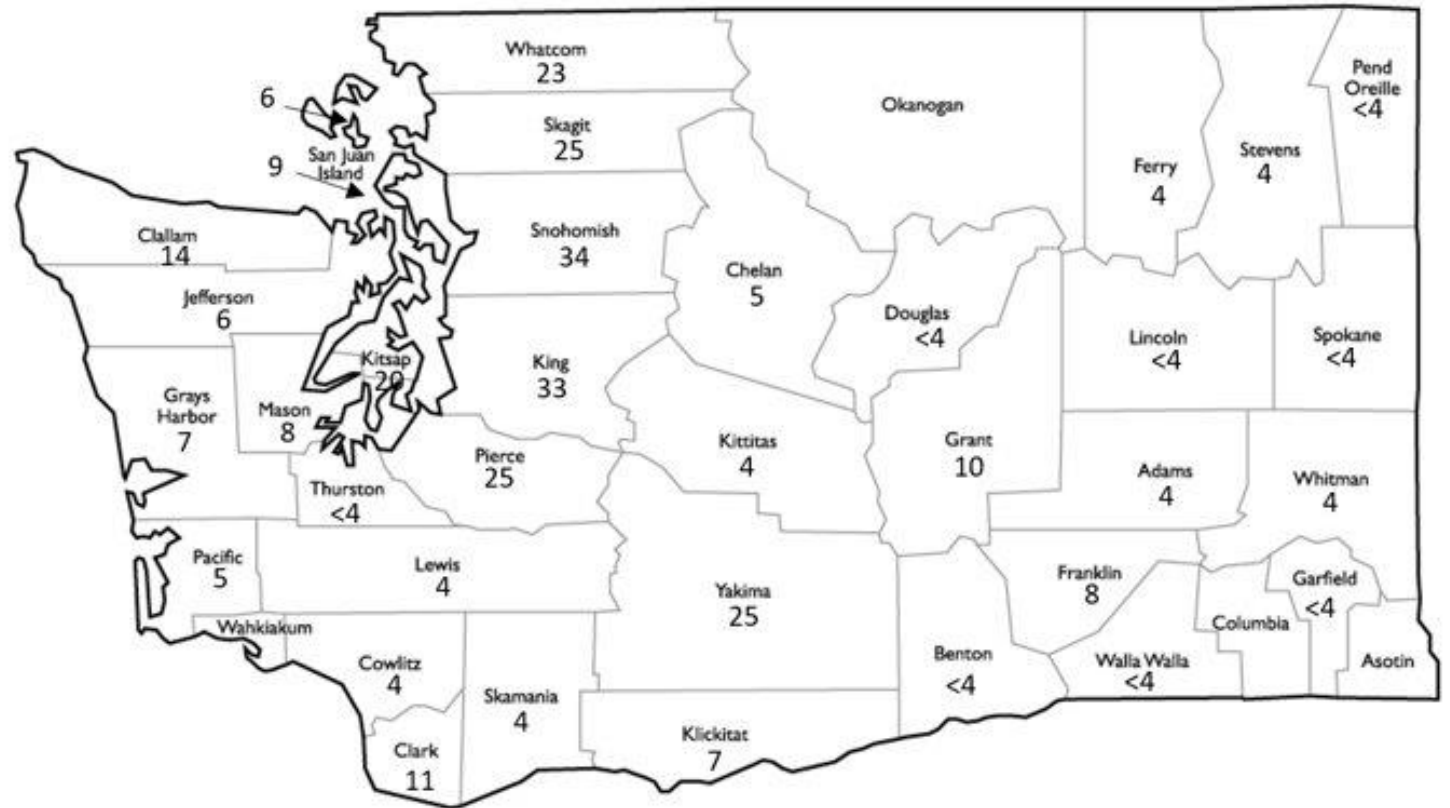 Whatcom
23
Okanogan
Pend
Oreille
<4
6
Skagit
25
San Juan
Island
9
Ferry
4
Stevens
4
Clallam
14
Snohomish
34
Chelan
5
Jefferson
6
Douglas
<4
Lincoln
<4
Spokane
<4
Kitsap
20
King
33
Grays
Harbor
7
Mason
8
Pierce
25
Kittitas
4
Grant
10
Adams
4
Whitman
4
Thurston
<4
Pacific
5
Lewis
4
Yakima
25
Franklin
8
Garfield
<4
Wahkiakum
Columbia
Cowlitz
4
Benton
<4
Walla Walla
<4
Asotin
Skamania
4
Klickitat
7
Clark
11